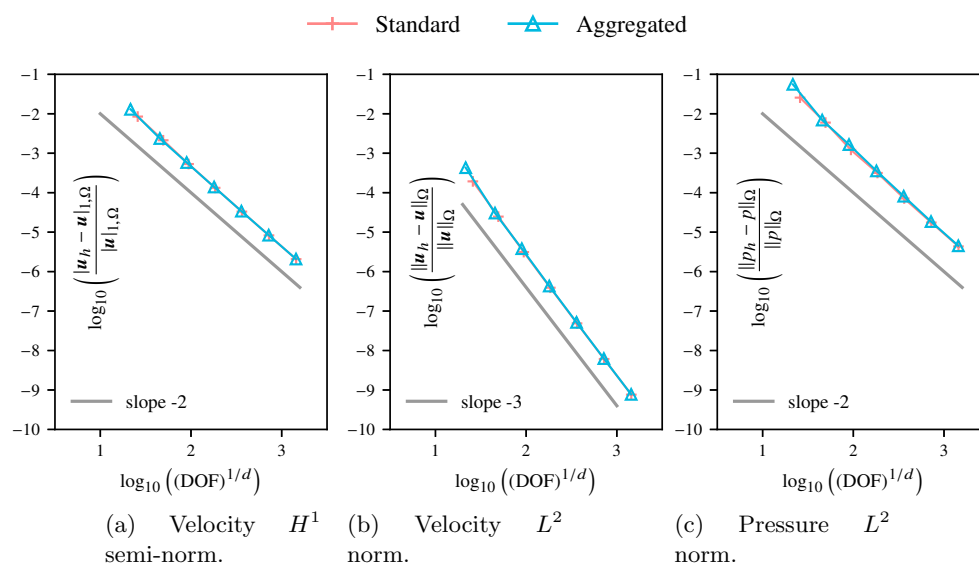 Standard
Aggregated
−1
−2
−3
−4
−5
−6
−7
−8
−9
−10
1
2
3
log10 ( |𝒖h − 𝒖|1,Ω / |𝒖|1,Ω )
slope -2
log10 ((DOF)^{1/d})
(a) Velocity H^1
semi-norm.
−1
−2
−3
−4
−5
−6
−7
−8
−9
−10
1
2
3
log10 ( ||𝒖h − 𝒖||Ω / ||𝒖||Ω )
slope -3
log10 ((DOF)^{1/d})
(b) Velocity L^2
norm.
−1
−2
−3
−4
−5
−6
−7
−8
−9
−10
1
2
3
log10 ( ||ph − p||Ω / ||p||Ω )
slope -2
log10 ((DOF)^{1/d})
(c) Pressure L^2
norm.